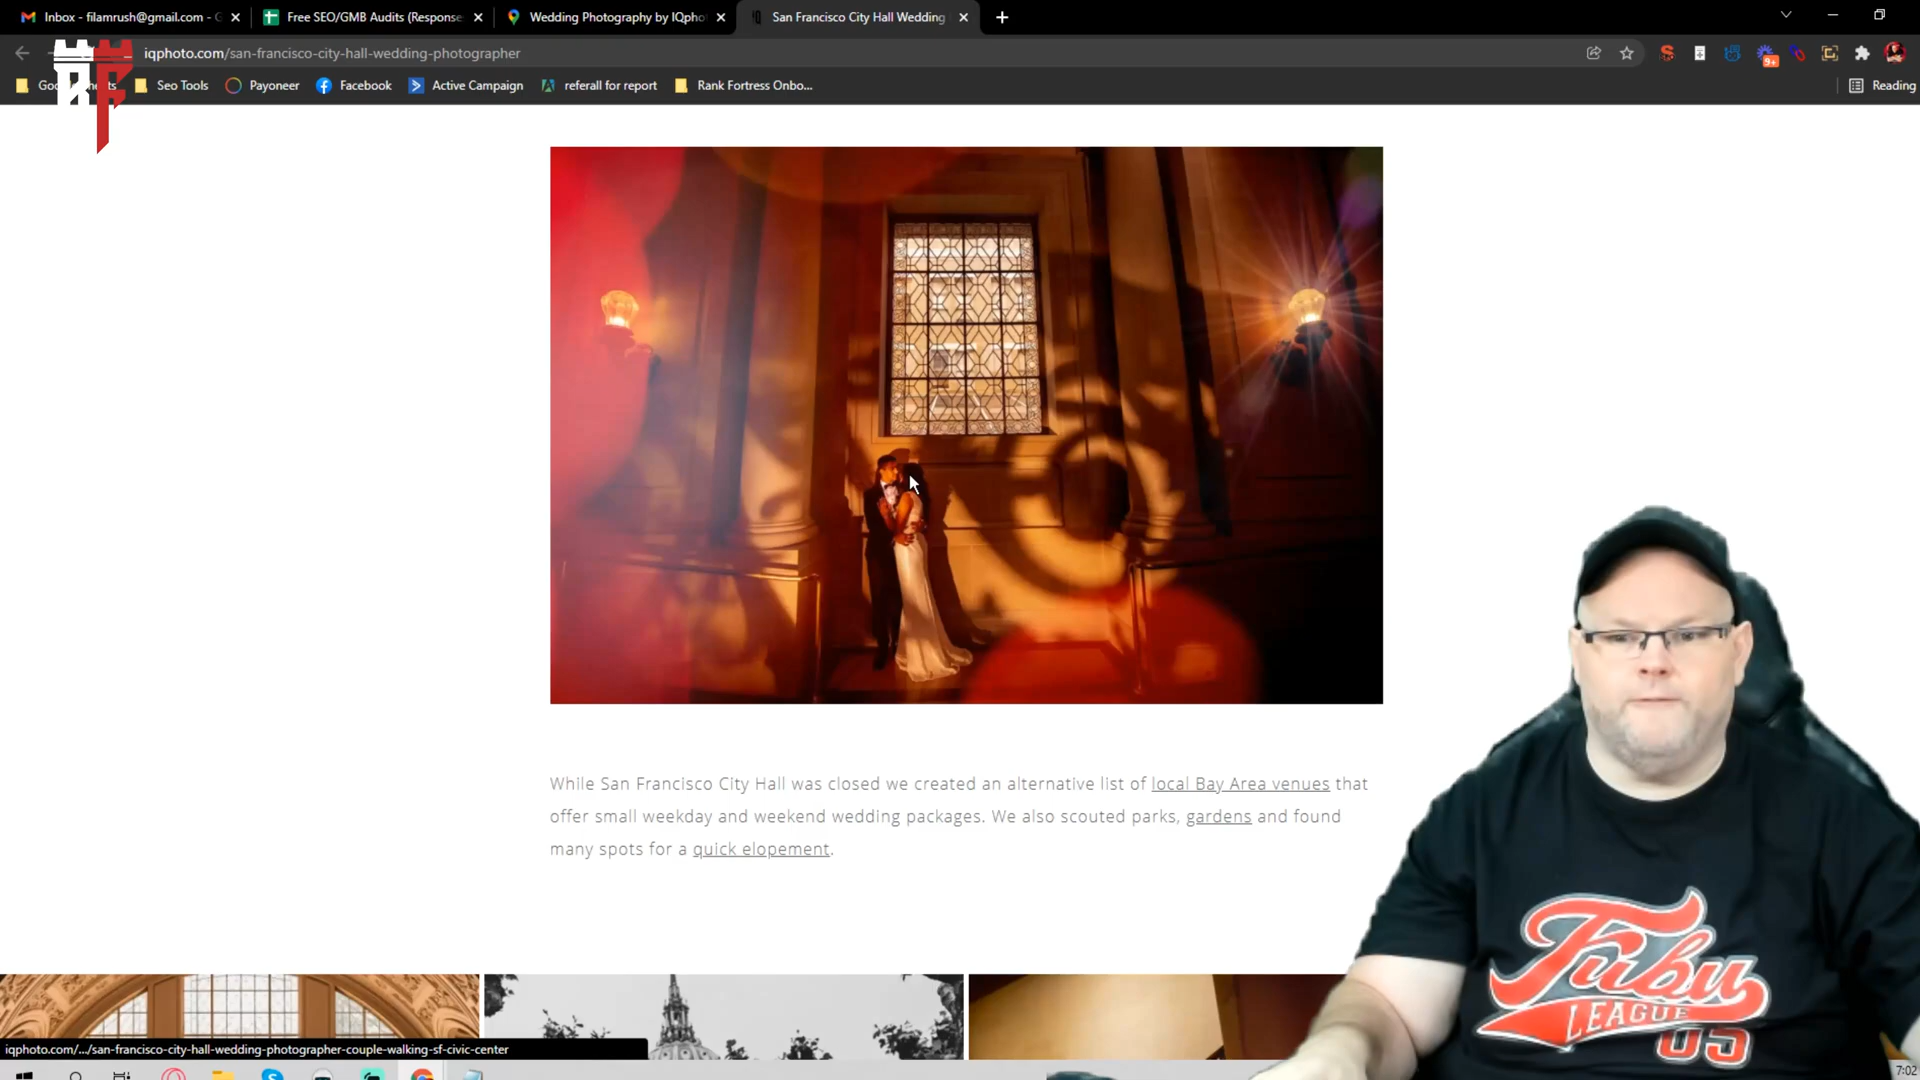 Inbox - filamrush@gmail.com - G
Free SEO/GMB Audits (Response
Wedding Photography by IQpho
San Francisco City Hall Wedding
iqphoto.com/san-francisco-city-hall-wedding-photographer
9+
Seo Tools
Payoneer
Facebook
Active Campaign
referall for report
Rank Fortress Onbo...
Reading
While San Francisco City Hall was closed we created an alternative list of local Bay Area venues that
offer small weekday and weekend wedding packages. We also scouted parks, gardens and found
many spots for a quick elopement.
Fubu
LEAGUE
05
iqphoto.com/.../san-francisco-city-hall-wedding-photographer-couple-walking-sf-civic-center
7:02